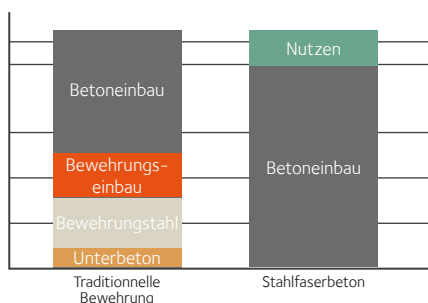 Betoneinbau
Bewehrungs-
einbau
Bewehrungstahl
Unterbeton
Traditionelle
Bewehrung
Nutzen
Betoneinbau
Stahlfaserbeton